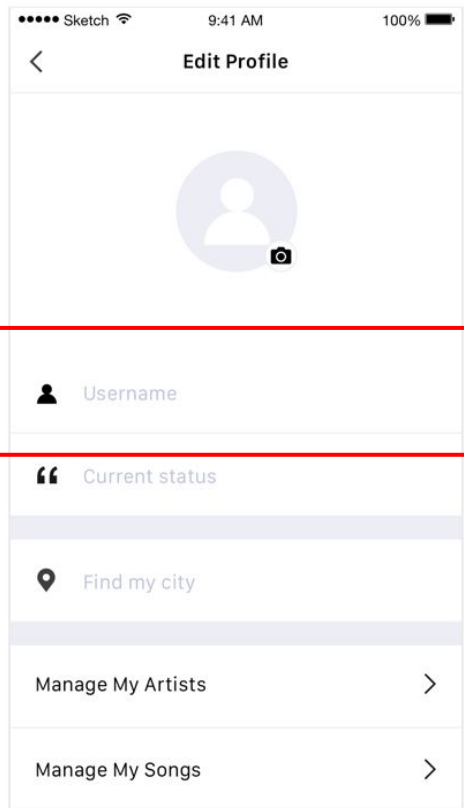 Sketch 9:41 AM 100%
Edit Profile
Username
Current status
Find my city
Manage My Artists
Manage My Songs